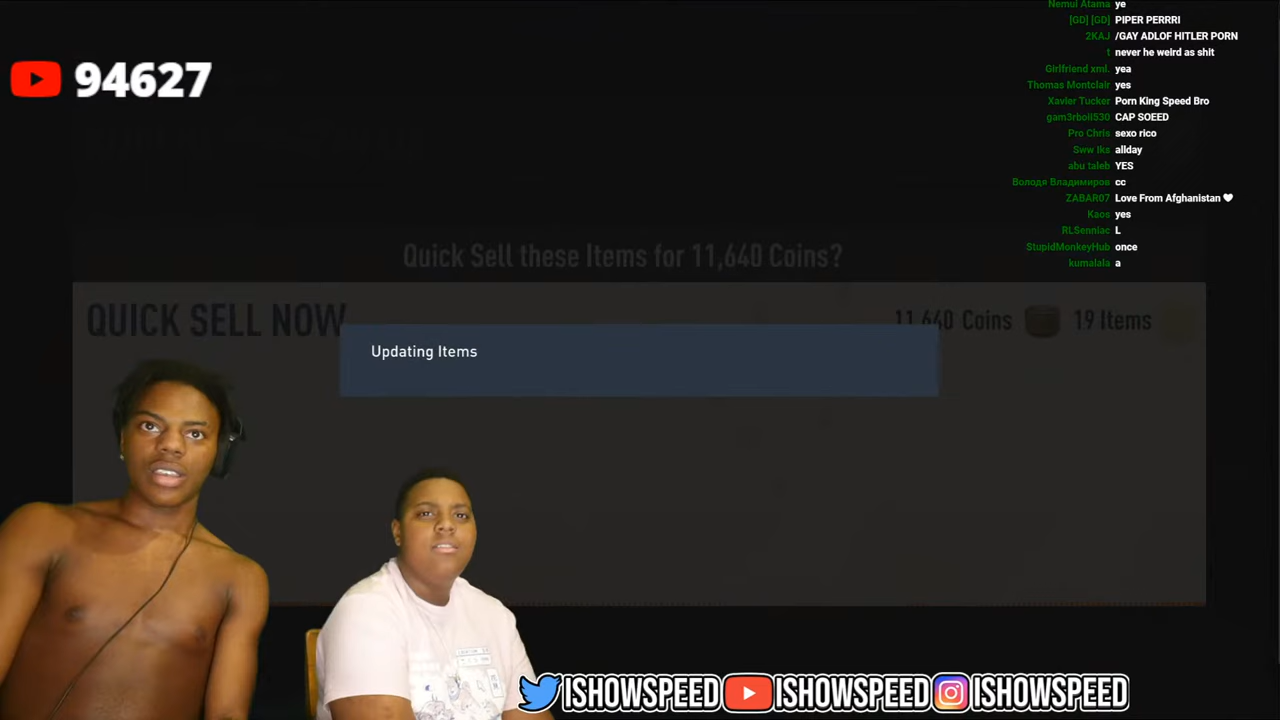 94627
Nemul Atama ye
[GD] [GD] PIPER PERRRI
2KAJ /GAY ADLOF HITLER PORN
t never he weird as shit
Girlfriend xml. yea
Thomas Montclair yes
Xavier Tucker Porn King Speed Bro
gam3rboii530 CAP SOEED
Pro Chris sexo rico
Sww Iks allday
abu taleb YES
Володя Владимиров cc
ZABAR07 Love From Afghanistan
Kaos yes
RLSenniac L
StupidMonkeyHub once
kumalala a
Quick Sell these Items for 11,640 Coins?
QUICK SELL NOW 11,640 Coins 19 Items
Updating Items
ISHOWSPEED ISHOWSPEED ISHOWSPEED